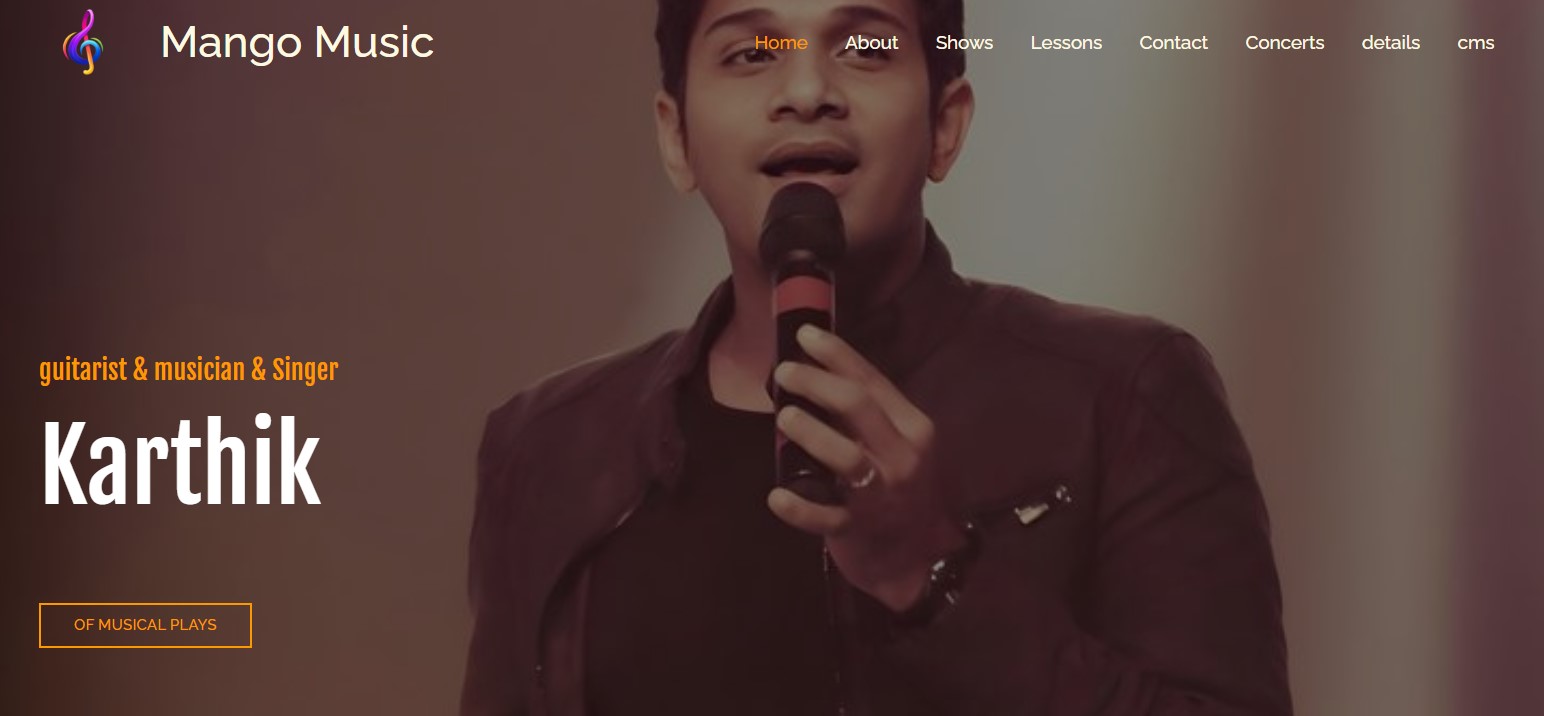 Mango Music
Home About Shows Lessons Contact Concerts details cms
guitarist & musician & Singer
Karthik
OF MUSICAL PLAYS